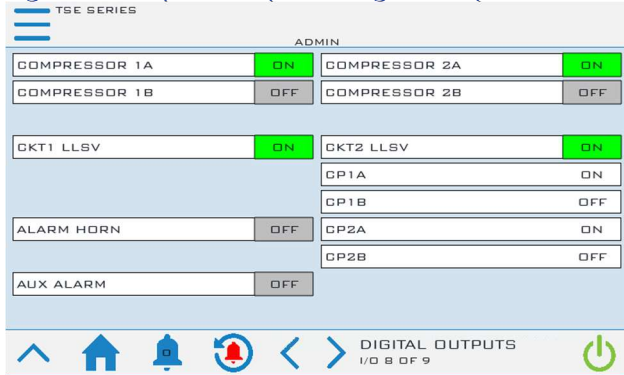 TSE SERIES
ADMIN
COMPRESSOR 1A ON COMPRESSOR 2A ON
COMPRESSOR 1B OFF COMPRESSOR 2B OFF
CKT1 LLSV ON CKT2 LLSV ON
CP1A ON
CP1B OFF
ALARM HORN OFF CP2A ON
CP2B OFF
AUX ALARM OFF
0
DIGITAL OUTPUTS
I/O 8 OF 9